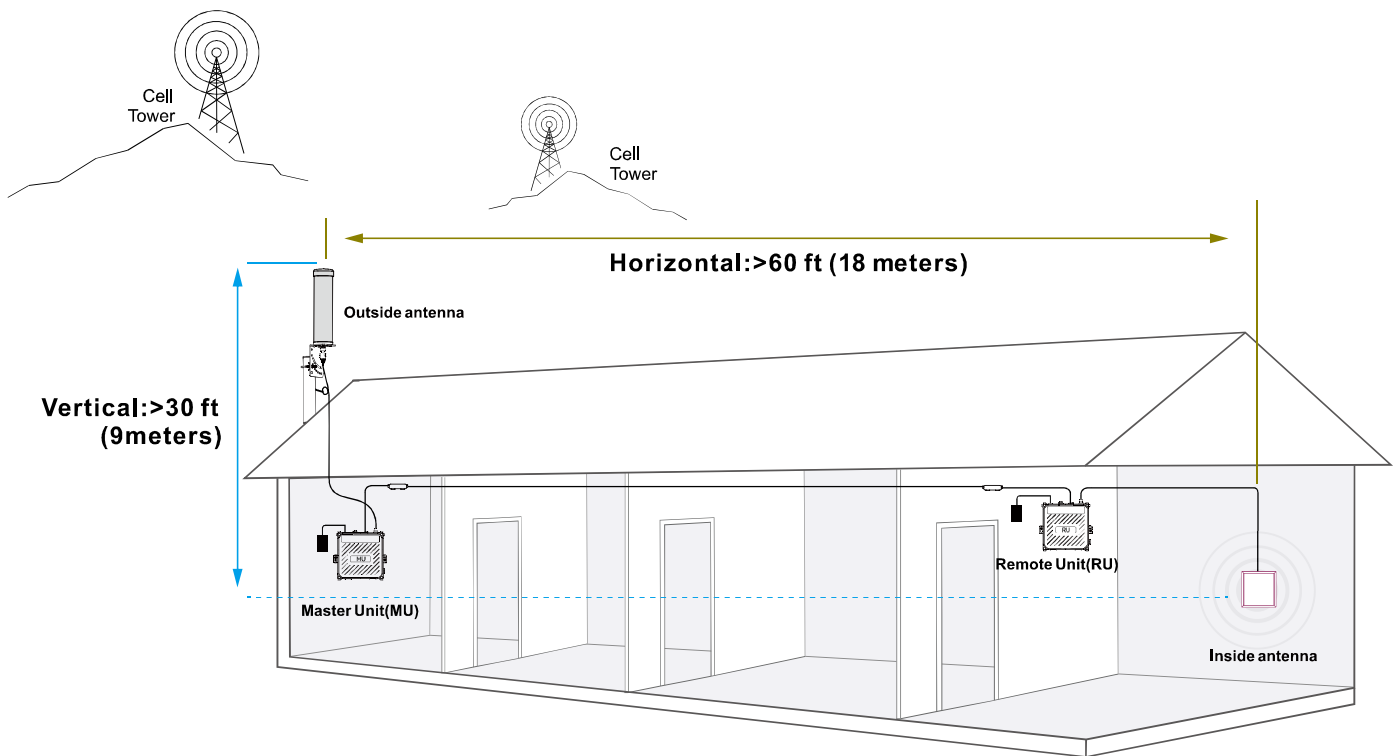 Cell
Tower
Cell
Tower
Horizontal:>60 ft (18 meters)
Outside antenna
Vertical:>30 ft
(9meters)
MU
RU
Remote Unit(RU)
Master Unit(MU)
Inside antenna